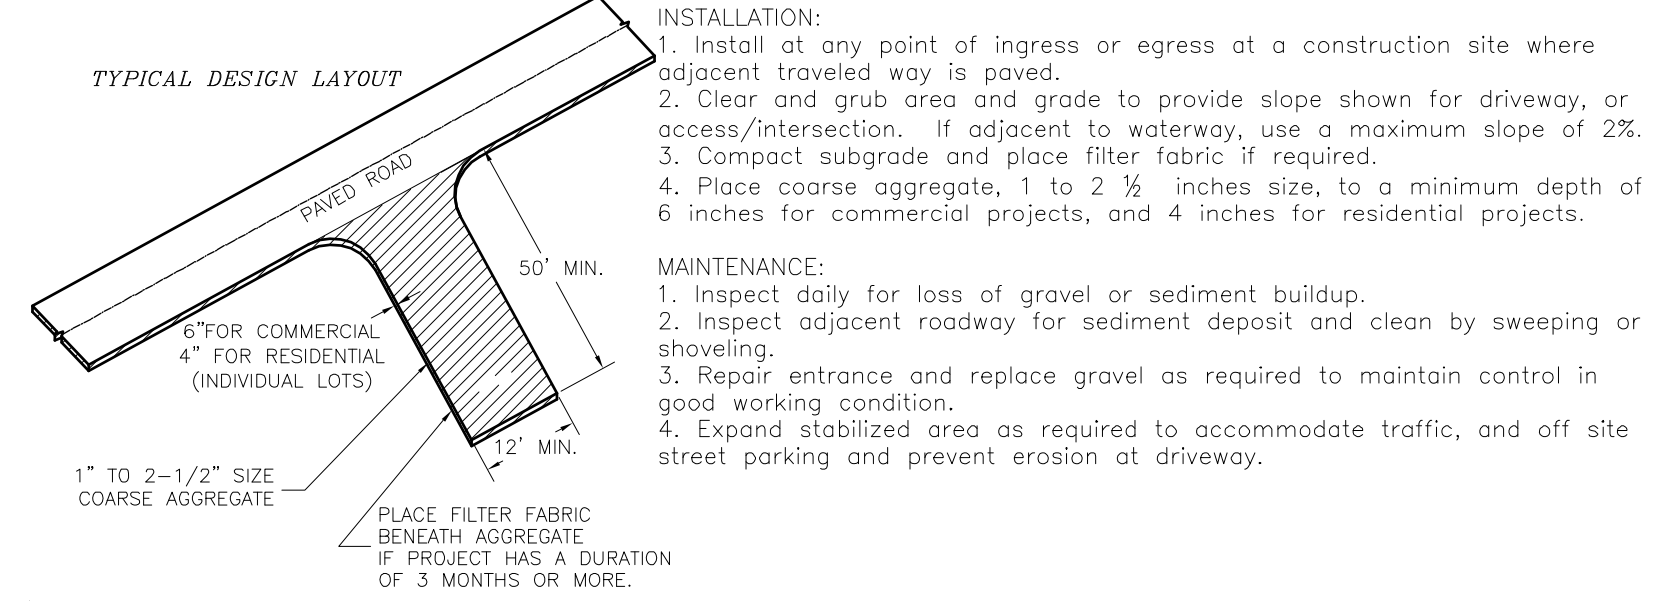 TYPICAL DESIGN LAYOUT
PAVED ROAD
50' MIN.
6"FOR COMMERCIAL
4" FOR RESIDENTIAL
(INDIVIDUAL LOTS)
12' MIN.
1" TO 2-1/2" SIZE
COARSE AGGREGATE
PLACE FILTER FABRIC
BENEATH AGGREGATE
IF PROJECT HAS A DURATION
OF 3 MONTHS OR MORE.
INSTALLATION:
1. Install at any point of ingress or egress at a construction site where
adjacent traveled way is paved.
2. Clear and grub area and grade to provide slope shown for driveway, or
access/intersection.  If adjacent to waterway, use a maximum slope of 2%.
3. Compact subgrade and place filter fabric if required.
4. Place coarse aggregate, 1 to 2 ½  inches size, to a minimum depth of
6 inches for commercial projects, and 4 inches for residential projects.
MAINTENANCE:
1. Inspect daily for loss of gravel or sediment buildup.
2. Inspect adjacent roadway for sediment deposit and clean by sweeping or
shoveling.
3. Repair entrance and replace gravel as required to maintain control in
good working condition.
4. Expand stabilized area as required to accommodate traffic, and off site
street parking and prevent erosion at driveway.